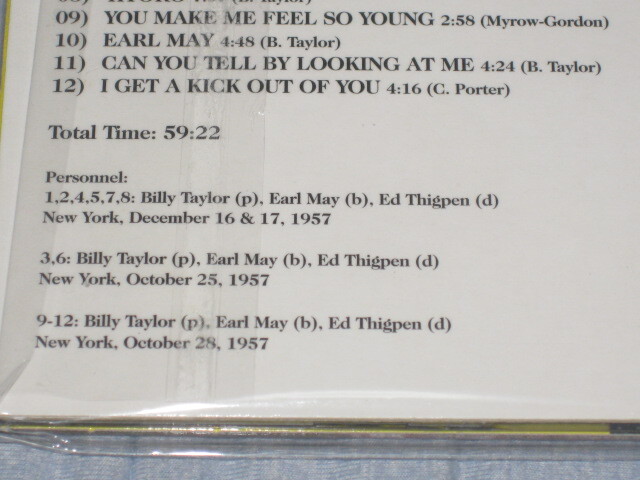 09) YOU MAKE ME FEEL SO YOUNG 2:58 (Myrow-Gordon)
10) EARL MAY 4:48 (B. Taylor)
11) CAN YOU TELL BY LOOKING AT ME 4:24 (B. Taylor)
12) I GET A KICK OUT OF YOU 4:16 (C. Porter)
Total Time: 59:22
Personnel:
1,2,4,5,7,8: Billy Taylor (p), Earl May (b), Ed Thigpen (d)
New York, December 16 & 17, 1957
3,6: Billy Taylor (p), Earl May (b), Ed Thigpen (d)
New York, October 25, 1957
9-12: Billy Taylor (p), Earl May (b), Ed Thigpen (d)
New York, October 28, 1957